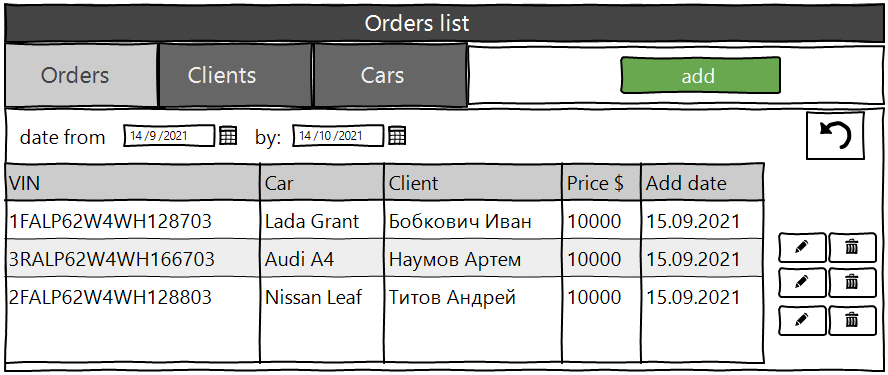 Orders list
Orders Clients Cars add
date from 14/9/2021 by: 14/10/2021
VIN Car Client Price $ Add date
1FALP62W4WH128703 Lada Grant Бобкович Иван 10000 15.09.2021
3RALP62W4WH166703 Audi A4 Наумов Артем 10000 15.09.2021
2FALP62W4WH128803 Nissan Leaf Титов Андрей 10000 15.09.2021